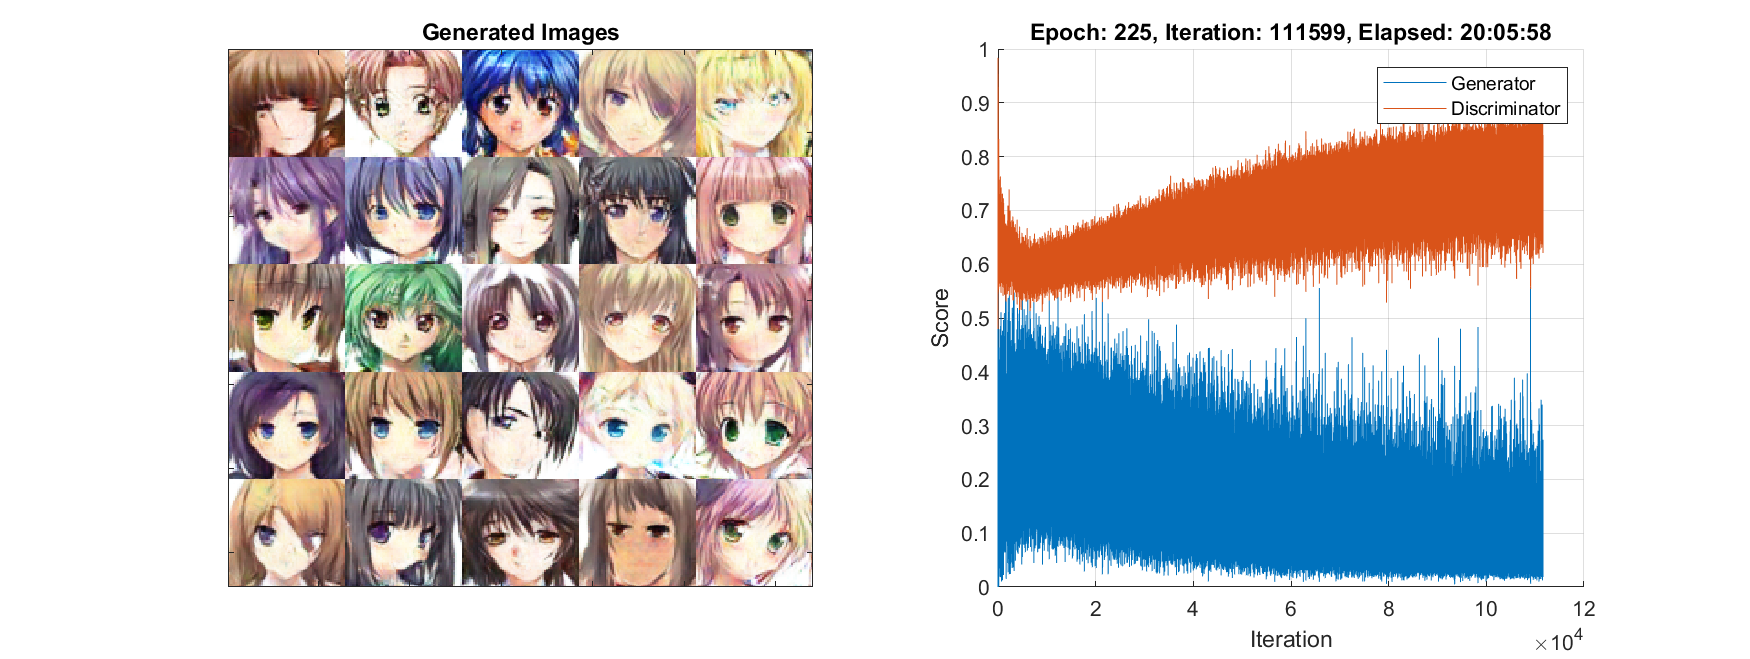 Generated Images
Epoch: 225, Iteration: 111599, Elapsed: 20:05:58
Generator
Discriminator
Score
1
0.9
0.8
0.7
0.6
0.5
0.4
0.3
0.2
0.1
0
0 2 4 6 8 10 12
Iteration
×10⁴